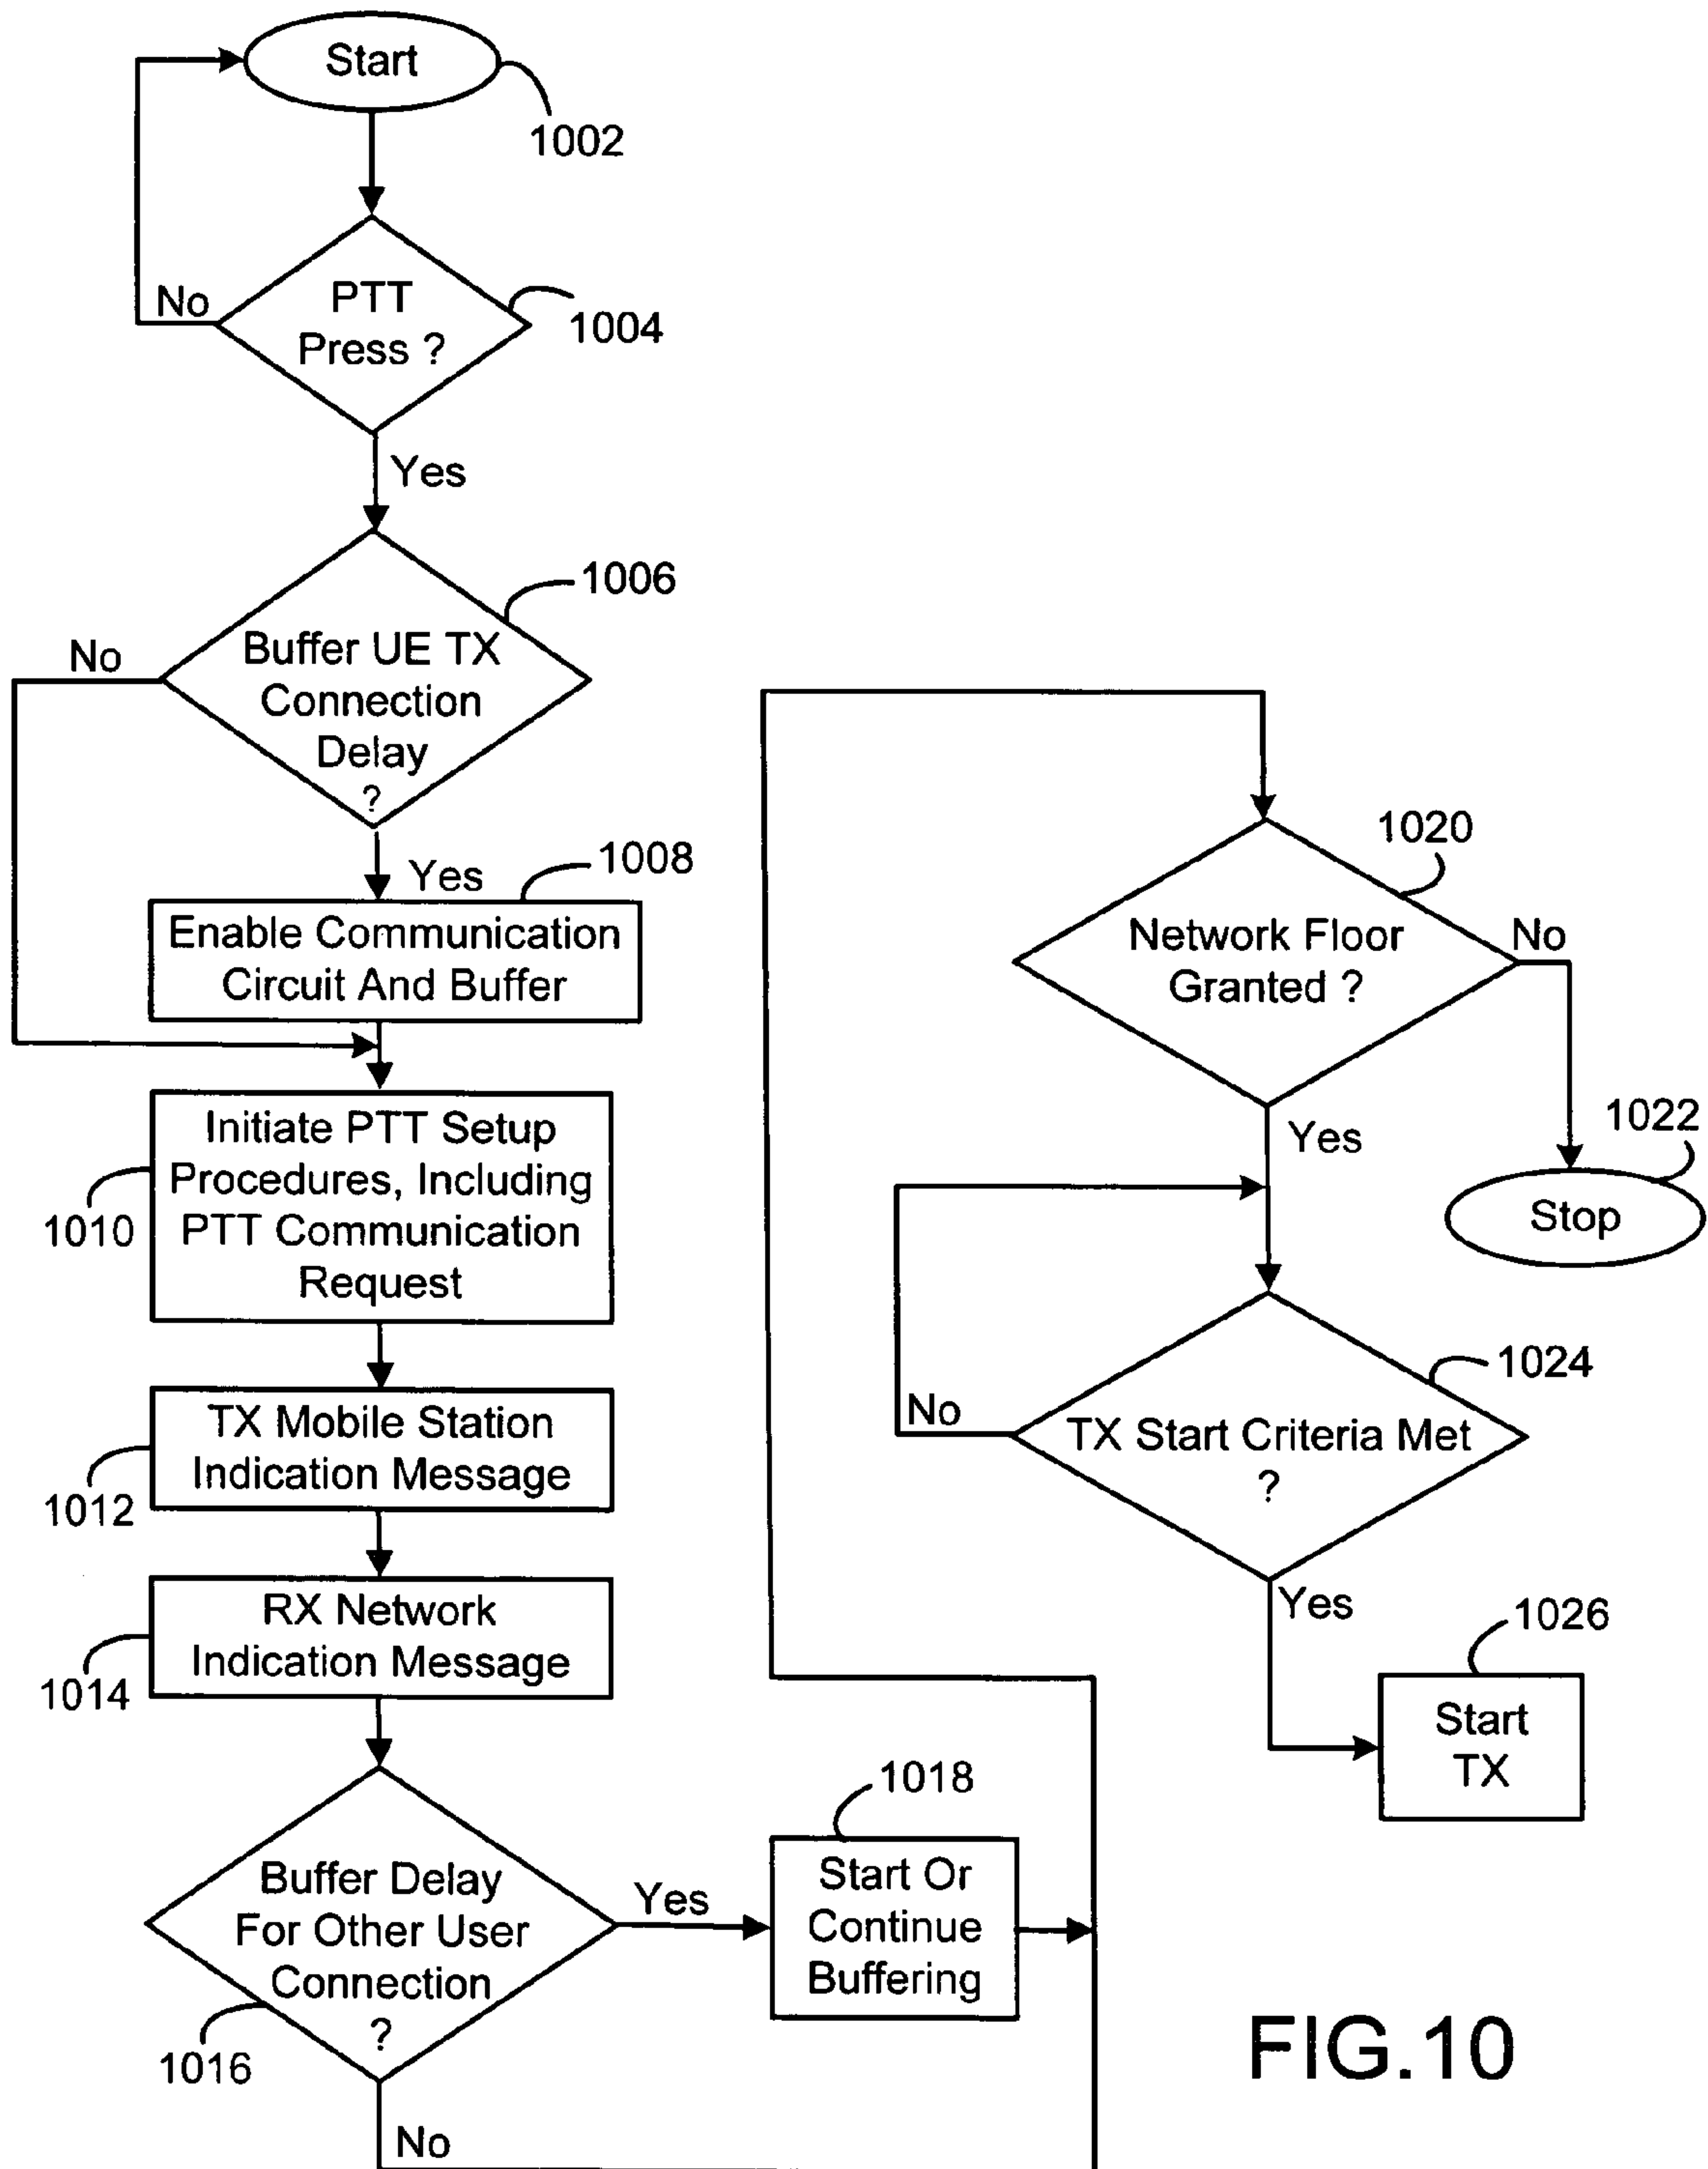 Start
1002
PTT
Press ?
1004
No
Yes
1006
Buffer UE TX
Connection
Delay
?
No
Yes
1008
Enable Communication
Circuit And Buffer
Initiate PTT Setup
Procedures, Including
PTT Communication
Request
1010
TX Mobile Station
Indication Message
1012
RX Network
Indication Message
1014
Buffer Delay
For Other User
Connection
?
1016
Yes
No
1018
Start Or
Continue
Buffering
1020
Network Floor
Granted ?
No
Yes
1022
Stop
1024
TX Start Criteria Met
?
No
Yes
1026
Start
TX
FIG.10